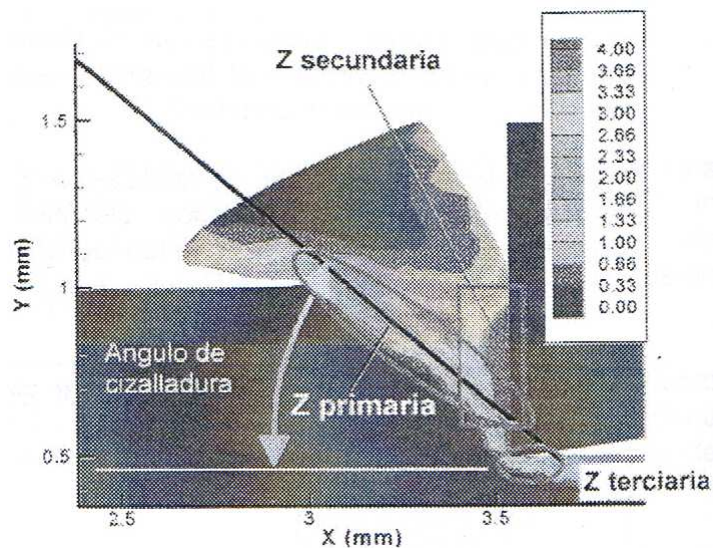 Z secundaria
4.00
3.66
3.33
3.00
2.66
2.33
2.00
1.66
1.33
1.00
0.66
0.33
0.00
1.5
1
0.5
Y (mm)
Angulo de
cizalladura
Z primaria
Z terciaria
2.5
3
3.5
X (mm)